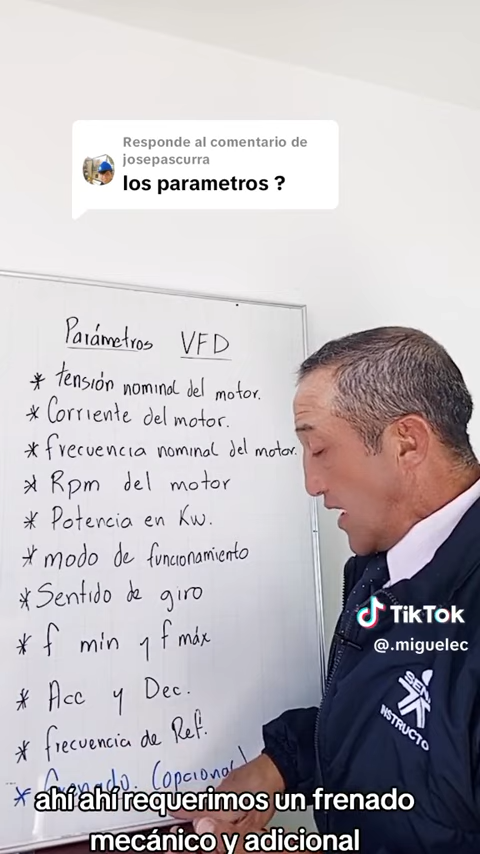 Responde al comentario de
josepascurra
los parametros ?
Parámetros VFD
* tensión nominal del motor.
* Corriente del motor.
* frecuencia nominal del motor.
* Rpm del motor
* Potencia en Kw.
* modo de funcionamiento
* Sentido de giro
* f min y f máx
* Acc y Dec.
* frecuencia de Ref.
* frenado. (opcional)
TikTok
@.miguelec
SENA
INSTRUCTO
ahí ahí requerimos un frenado
mecánico y adicional